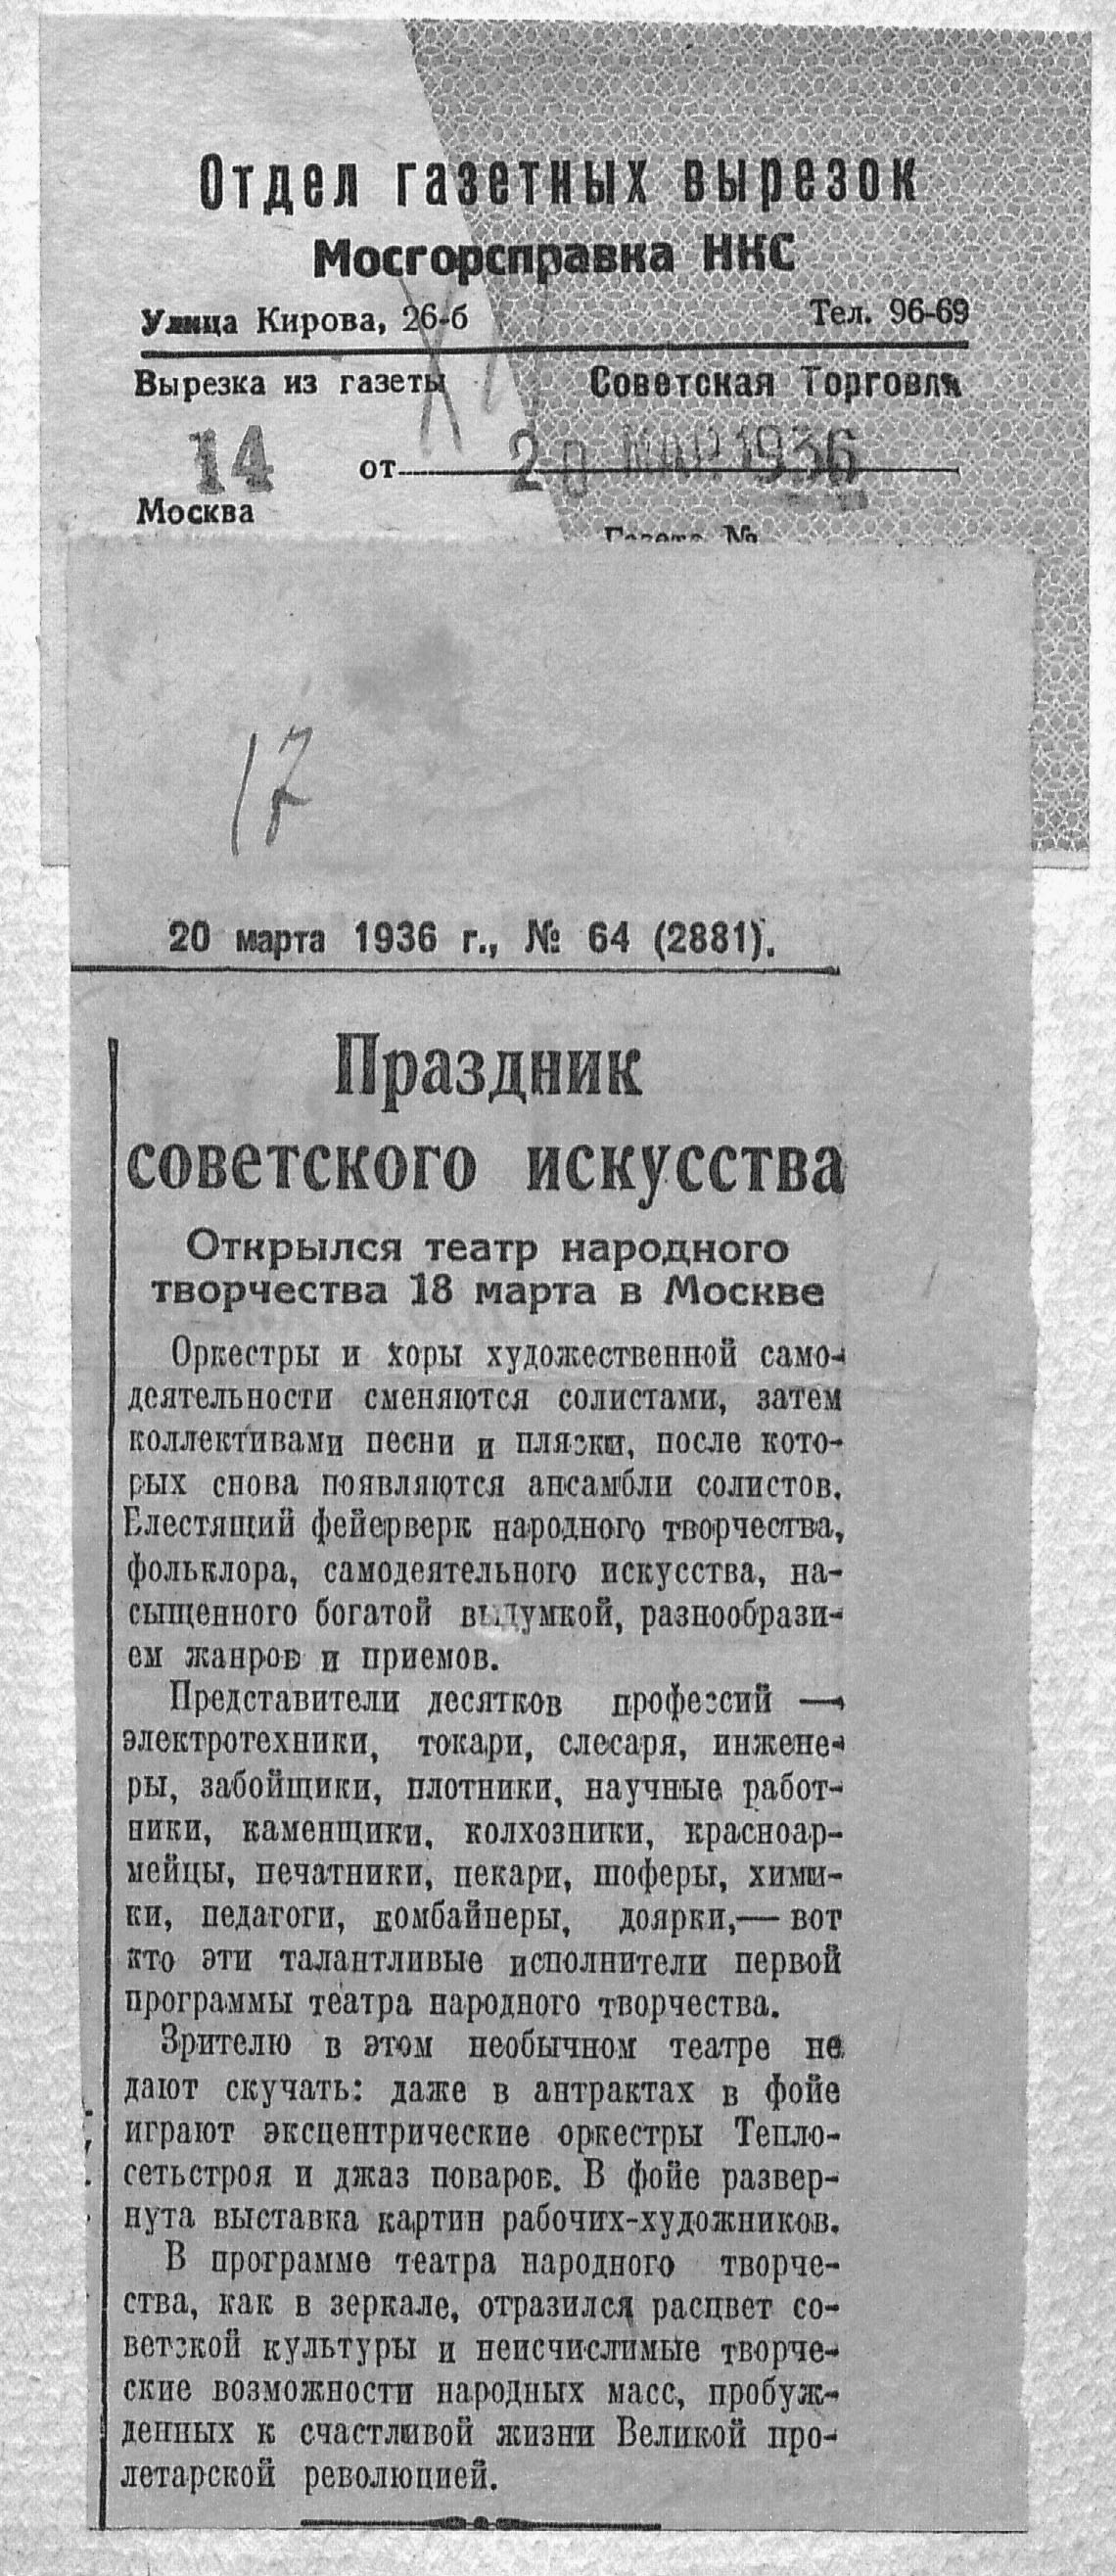 Отдел газетных вырезок
Мосгорсправка НКС
Улица Кирова, 26-б Тел. 96-69
Вырезка из газеты Советская Торговля
14 от 20 МАР 1936
Москва
Газета №
17
20 марта 1936 г., № 64 (2881).
Праздник
советского искусства
Открылся театр народного
творчества 18 марта в Москве
Оркестры и хоры художественной само-
деятельности сменяются солистами, затем
коллективами песни и пляски, после кото-
рых снова появляются ансамбли солистов.
Блестящий фейерверк народного творчества,
фольклора, самодеятельного искусства, на-
сыщенного богатой выдумкой, разнообрази-
ем жанров и приемов.
Представители десятков профессий —
электротехники, токари, слесаря, инжене-
ры, забойщики, плотники, научные работ-
ники, каменщики, колхозники, красноар-
мейцы, печатники, пекари, шоферы, хими-
ки, педагоги, комбайнеры, доярки,— вот
кто эти талантливые исполнители первой
программы театра народного творчества.
Зрителю в этом необычном театре не
дают скучать: даже в антрактах в фойе
играют эксцентрические оркестры Тепло-
сетьстроя и джаз поваров. В фойе развер-
нута выставка картин рабочих-художников.
В программе театра народного творче-
ства, как в зеркале, отразился расцвет со-
ветской культуры и неисчислимые творче-
ские возможности народных масс, пробуж-
денных к счастливой жизни Великой про-
летарской революцией.